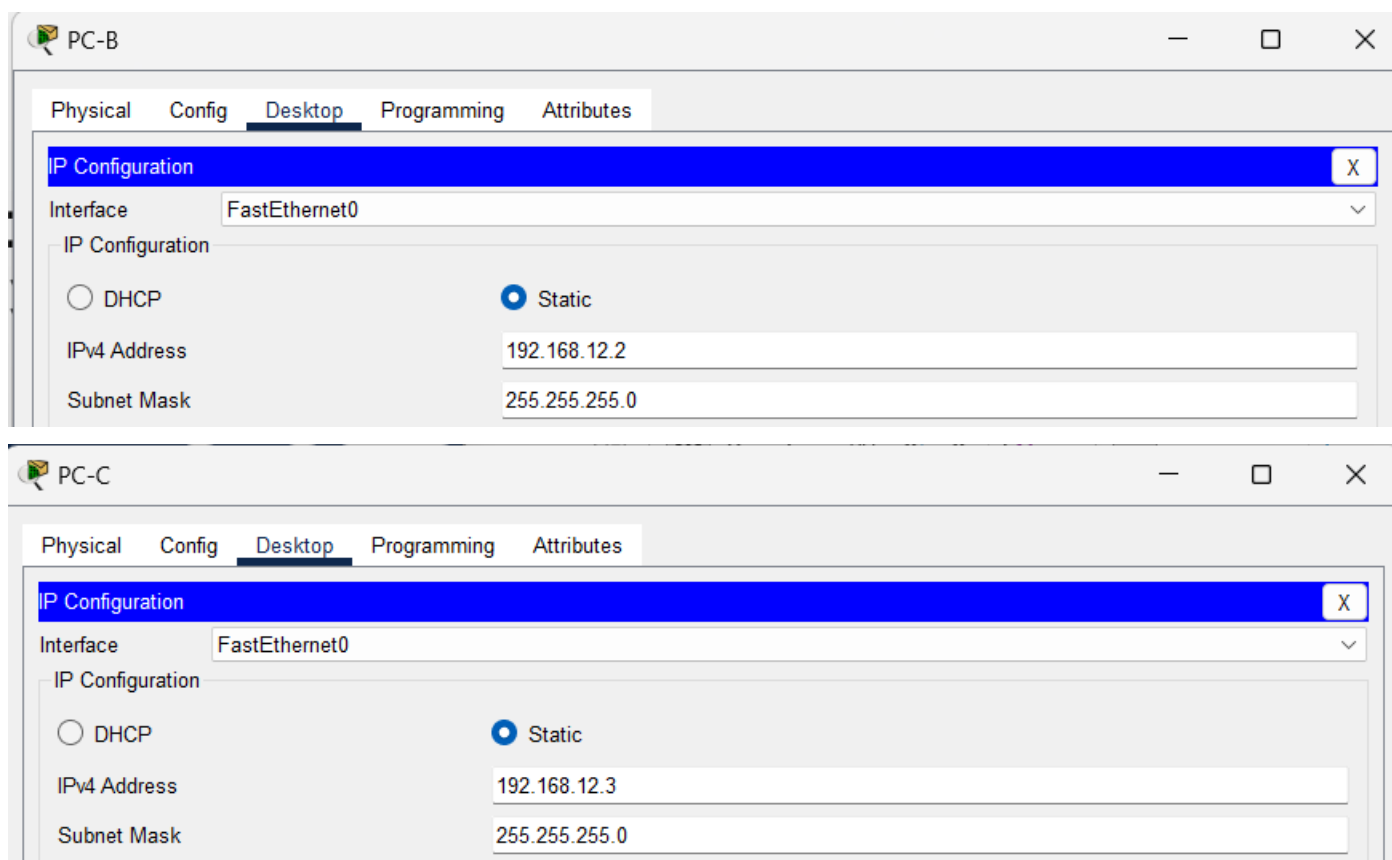 PC-B
Physical Config Desktop Programming Attributes
IP Configuration X
Interface FastEthernet0
IP Configuration
DHCP Static
IPv4 Address 192.168.12.2
Subnet Mask 255.255.255.0
PC-C
Physical Config Desktop Programming Attributes
IP Configuration X
Interface FastEthernet0
IP Configuration
DHCP Static
IPv4 Address 192.168.12.3
Subnet Mask 255.255.255.0